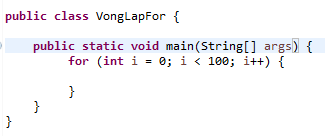 public class VongLapFor {
public static void main(String[] args) {
for (int i = 0; i < 100; i++) {
}
}
}